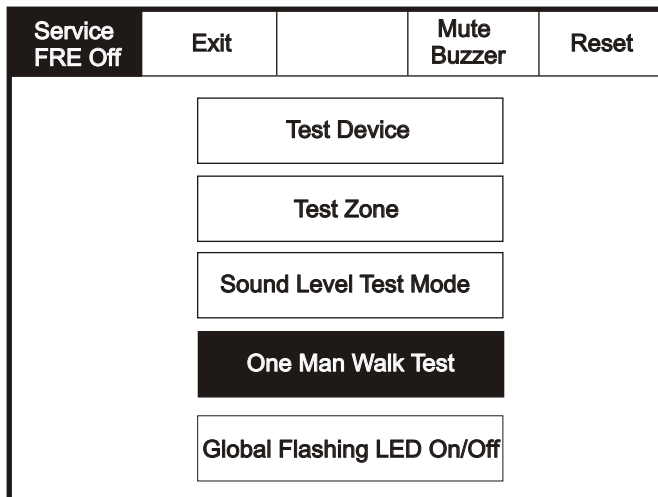 Service
FRE Off
Exit
Mute
Buzzer
Reset
Test Device
Test Zone
Sound Level Test Mode
One Man Walk Test
Global Flashing LED On/Off